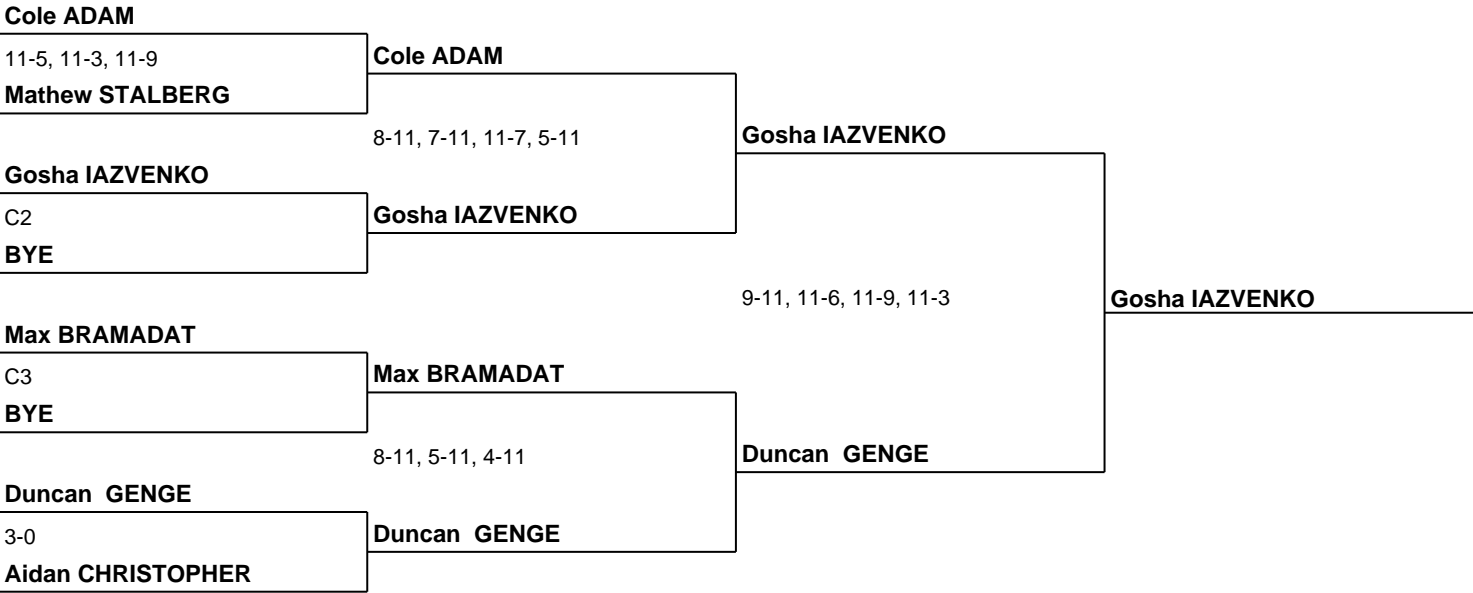 Cole ADAM
11-5, 11-3, 11-9
Mathew STALBERG
Gosha IAZVENKO
C2
BYE
Max BRAMADAT
C3
BYE
Duncan  GENGE
3-0
Aidan CHRISTOPHER
Cole ADAM
8-11, 7-11, 11-7, 5-11
Gosha IAZVENKO
Max BRAMADAT
8-11, 5-11, 4-11
Duncan  GENGE
Gosha IAZVENKO
9-11, 11-6, 11-9, 11-3
Duncan  GENGE
Gosha IAZVENKO